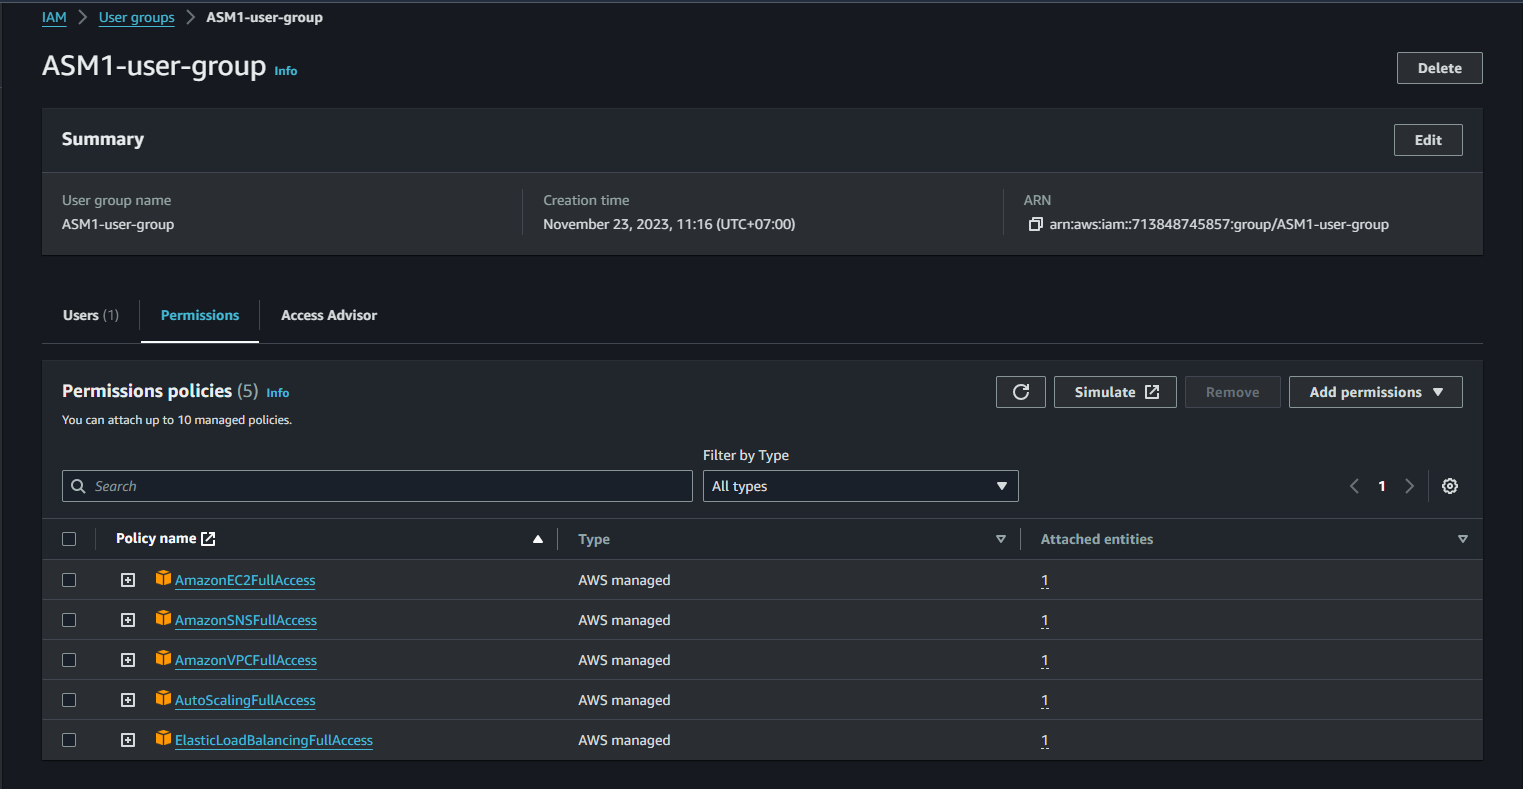 IAM > User groups > ASM1-user-group
ASM1-user-group Info
Delete
Summary
Edit
User group name
ASM1-user-group
Creation time
November 23, 2023, 11:16 (UTC+07:00)
ARN
arn:aws:iam::713848745857:group/ASM1-user-group
Users (1)
Permissions
Access Advisor
Permissions policies (5) Info
You can attach up to 10 managed policies.
Simulate
Remove
Add permissions
Filter by Type
Search
All types
1
Policy name
Type
Attached entities
AmazonEC2FullAccess AWS managed 1
AmazonSNSFullAccess AWS managed 1
AmazonVPCFullAccess AWS managed 1
AutoScalingFullAccess AWS managed 1
ElasticLoadBalancingFullAccess AWS managed 1